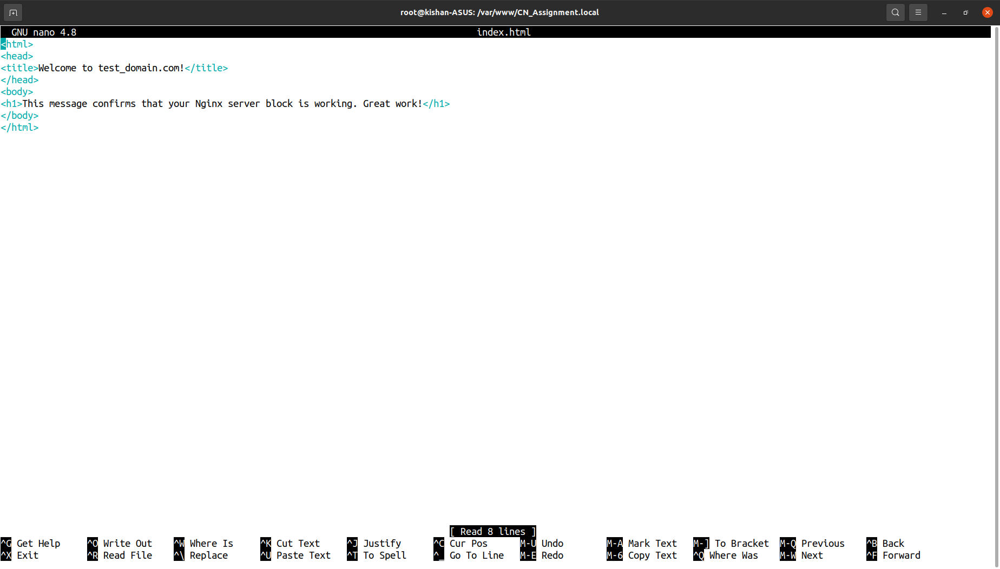 root@kishan-ASUS: /var/www/CN_Assignment.local
GNU nano 4.8 index.html
<html>
<head>
<title>Welcome to test_domain.com!</title>
</head>
<body>
<h1>This message confirms that your Nginx server block is working. Great work!</h1>
</body>
</html>
[ Read 8 lines ]
^G Get Help ^O Write Out ^W Where Is ^K Cut Text ^J Justify ^C Cur Pos M-U Undo M-A Mark Text M-] To Bracket M-Q Previous ^B Back
^X Exit ^R Read File ^\ Replace ^U Paste Text ^T To Spell ^_ Go To Line M-E Redo M-6 Copy Text ^Q Where Was M-W Next ^F Forward